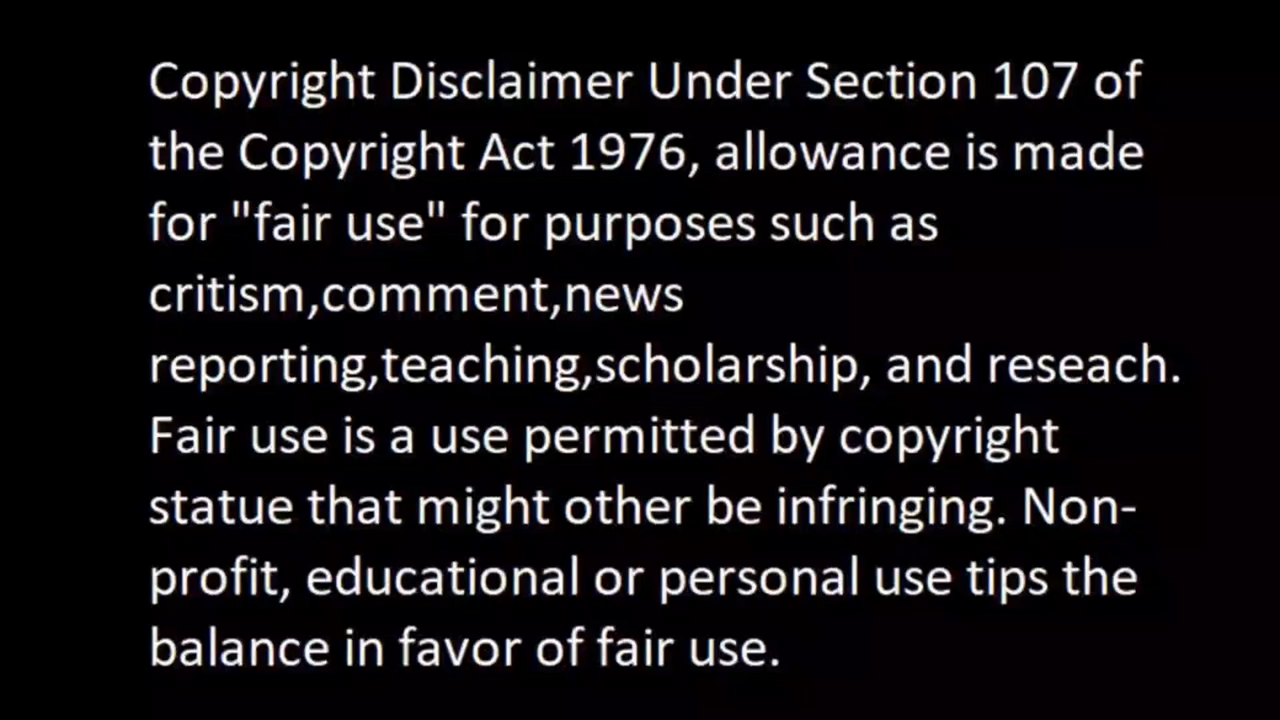 Copyright Disclaimer Under Section 107 of
the Copyright Act 1976, allowance is made
for "fair use" for purposes such as
critism,comment,news
reporting,teaching,scholarship, and reseach.
Fair use is a use permitted by copyright
statue that might other be infringing. Non-
profit, educational or personal use tips the
balance in favor of fair use.